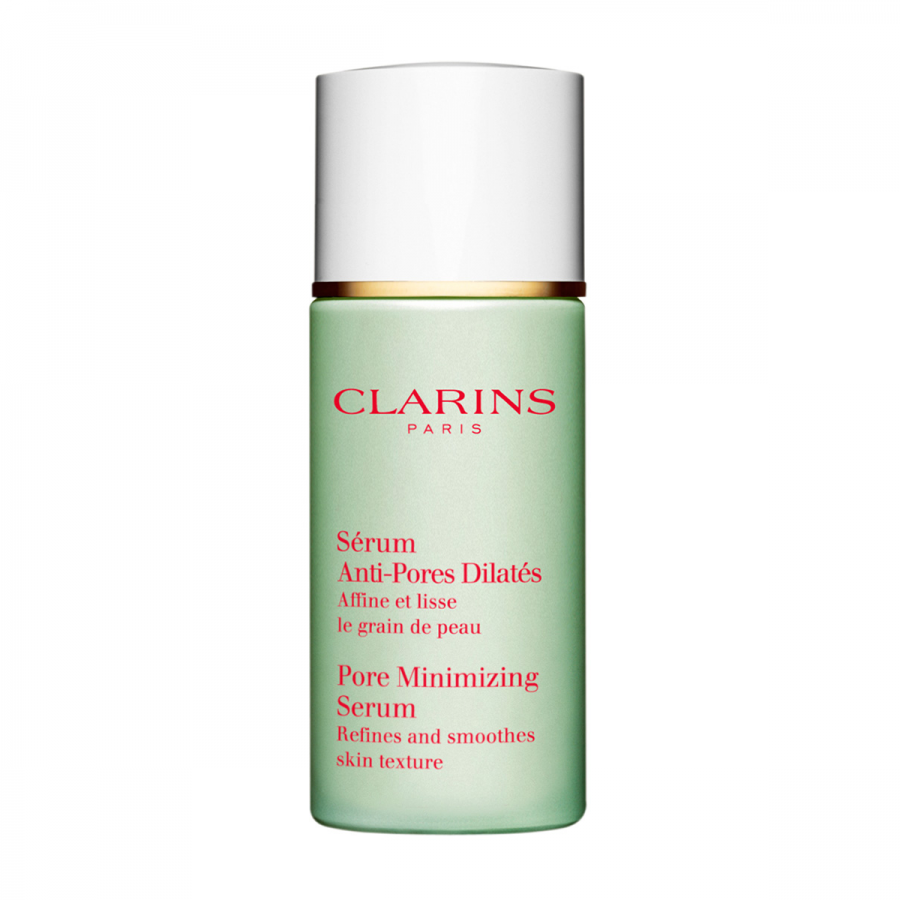 CLARINS
PARIS
Sérum
Anti-Pores Dilatés
Affine et lisse
le grain de peau
Pore Minimizing
Serum
Refines and smoothes
skin texture